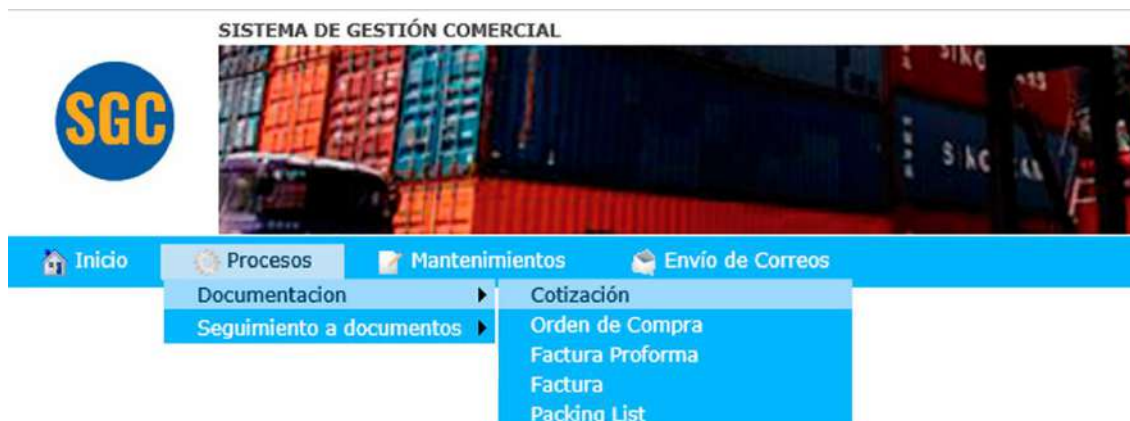 SISTEMA DE GESTIÓN COMERCIAL
SGC
Inicio Procesos Mantenimientos Envío de Correos
Documentacion Cotización
Seguimiento a documentos Orden de Compra
Factura Proforma
Factura
Packing List